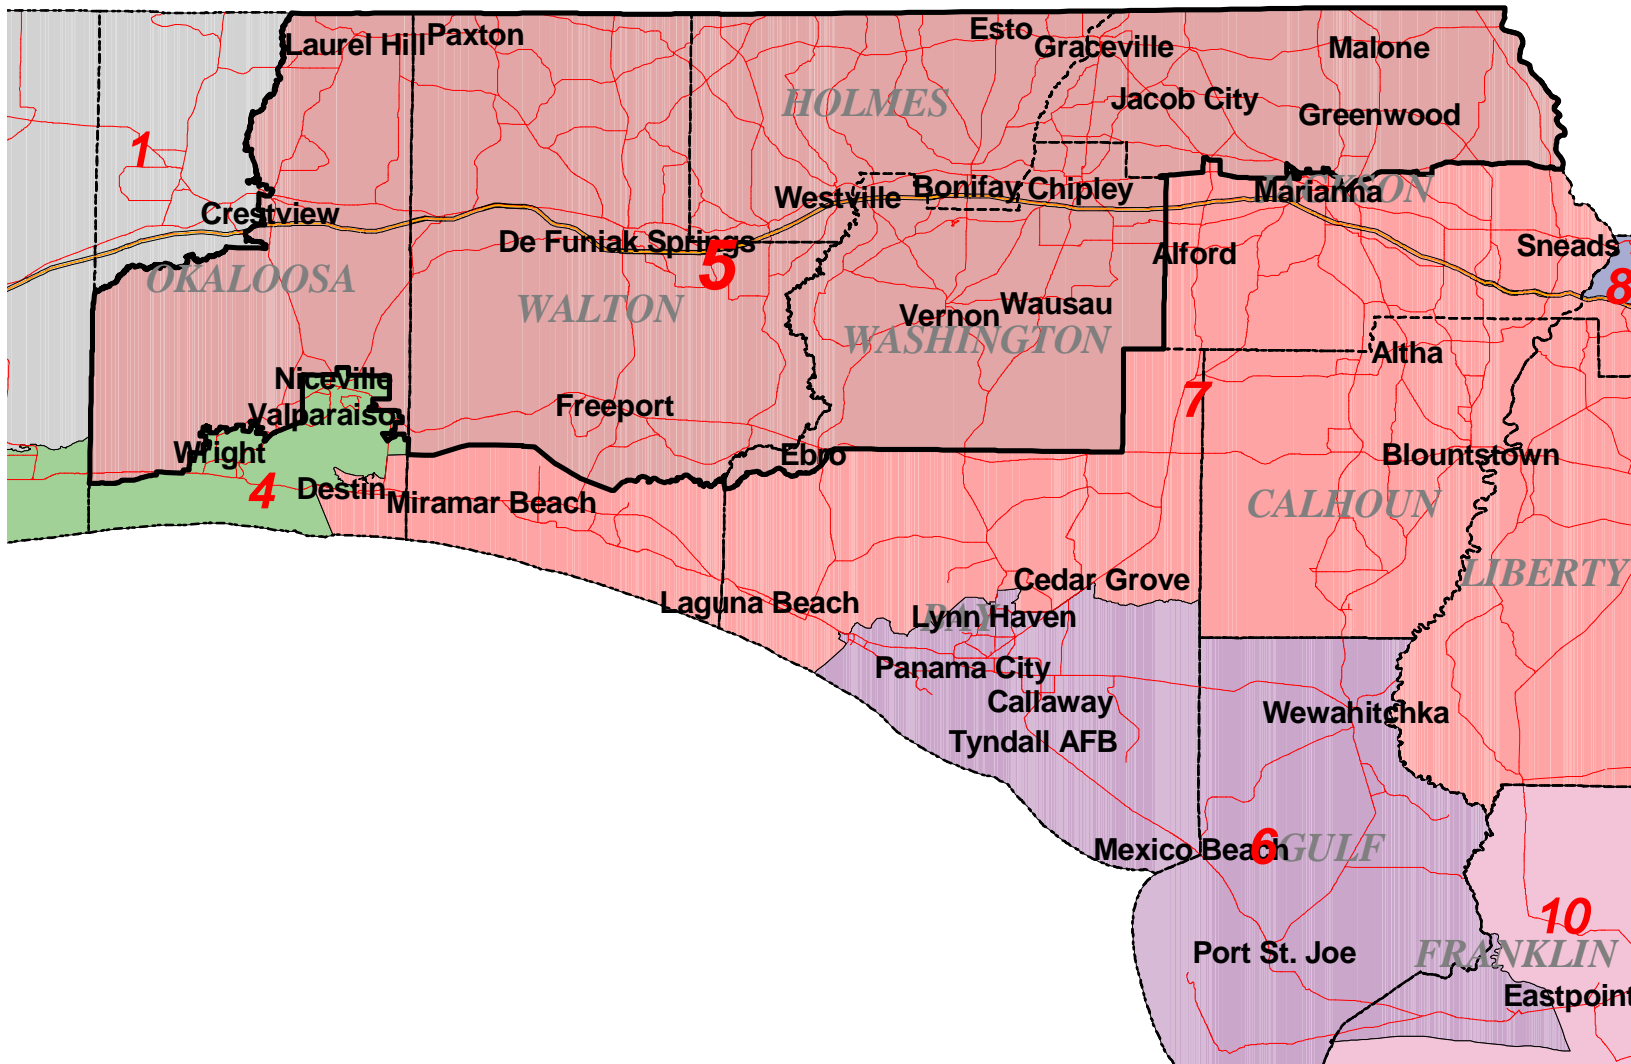 Laurel Hill
Paxton
Esto
Graceville
Malone
HOLMES
Jacob City
Greenwood
1
Westville
Bonifay
Chipley
JACKSON
Marianna
Crestview
De Funiak Springs
5
Alford
Sneads
8
OKALOOSA
WALTON
Vernon
Wausau
WASHINGTON
Altha
Niceville
Valparaiso
Freeport
7
Wright
Ebro
Blountstown
4
Destin
Miramar Beach
CALHOUN
LIBERTY
Cedar Grove
Laguna Beach
BAY
Lynn Haven
Panama City
Callaway
Wewahitchka
Tyndall AFB
Mexico Beach
6
GULF
10
Port St. Joe
FRANKLIN
Eastpoint